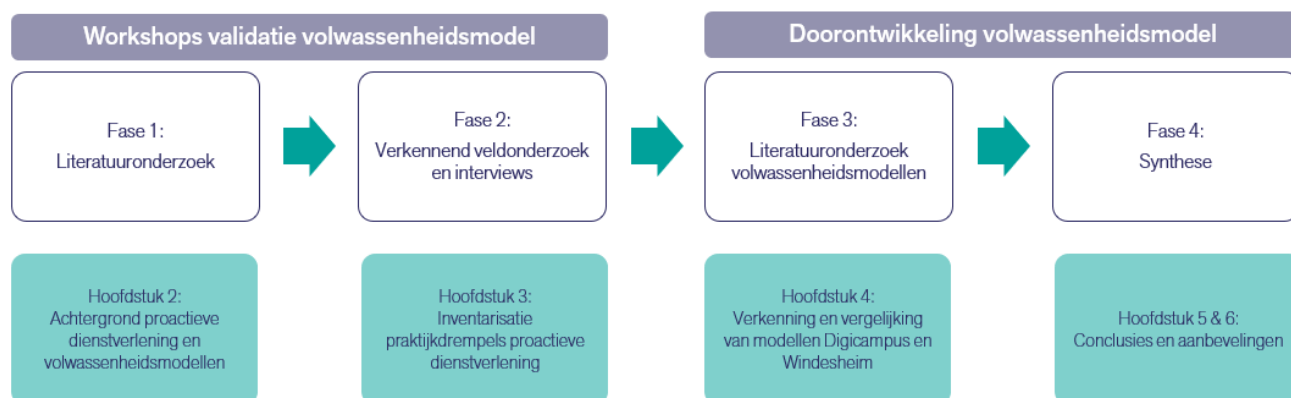 Workshops validatie volwassenheidsmodel
Doorontwikkeling volwassenheidsmodel
Fase 1:
Literatuuronderzoek
Fase 2:
Verkennend veldonderzoek
en interviews
Fase 3:
Literatuuronderzoek
volwassenheidsmodellen
Fase 4:
Synthese
Hoofdstuk 2:
Achtergrond proactieve
dienstverlening en
volwassenheidsmodellen
Hoofdstuk 3:
Inventarisatie
praktijkdrempels proactieve
dienstverlening
Hoofdstuk 4:
Verkenning en vergelijking
van modellen Digicampus en
Windesheim
Hoofdstuk 5 & 6:
Conclusies en aanbevelingen